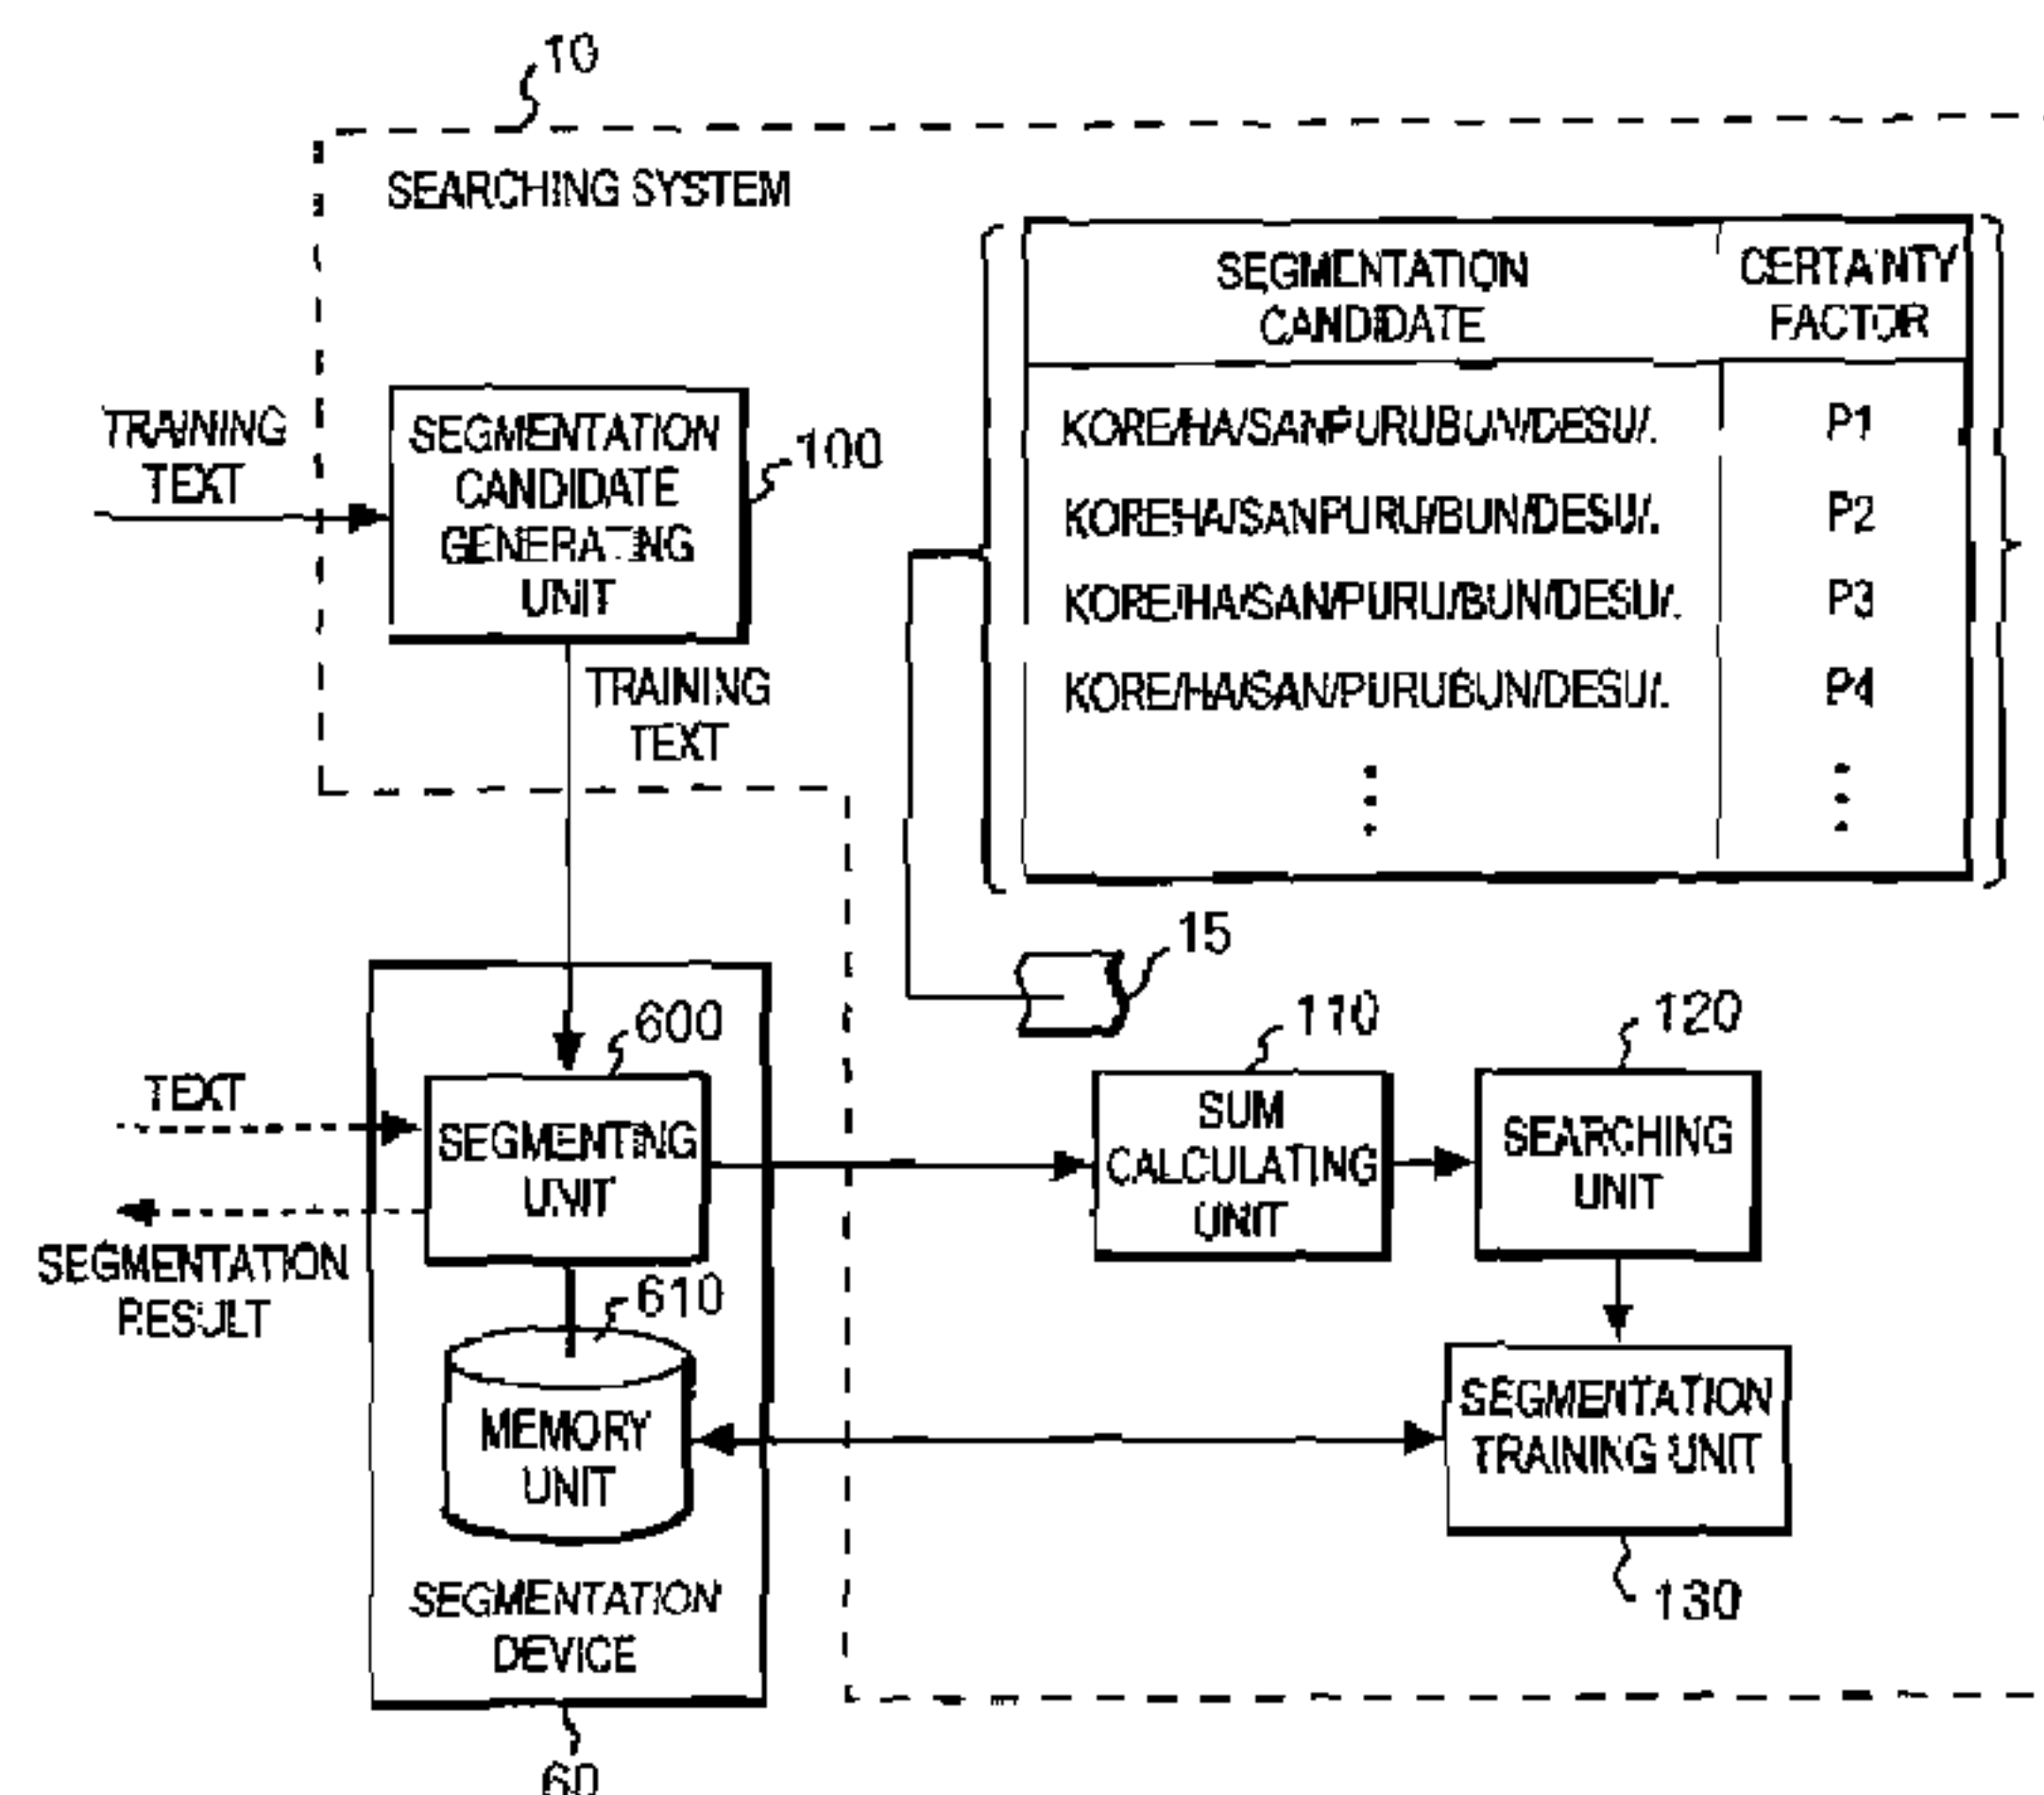 10
SEARCHING SYSTEM
SEGMENTATION
CANDIDATE
CERTAINTY
FACTOR
KORE/HA/SANPURUBUN/DESU/.
P1
KOREHA/SANPURU/BUN/DESU/.
P2
KORE/HA/SAN/PURU/BUN/DESU/.
P3
KORE/HA/SAN/PURUBUN/DESU/.
P4
TRAINING
TEXT
SEGMENTATION
CANDIDATE
GENERATING
UNIT
100
TRAINING
TEXT
15
600
110
120
TEXT
SEGMENTING
UNIT
SUM
CALCULATING
UNIT
SEARCHING
UNIT
SEGMENTATION
RESULT
610
MEMORY
UNIT
SEGMENTATION
TRAINING UNIT
130
SEGMENTATION
DEVICE
60